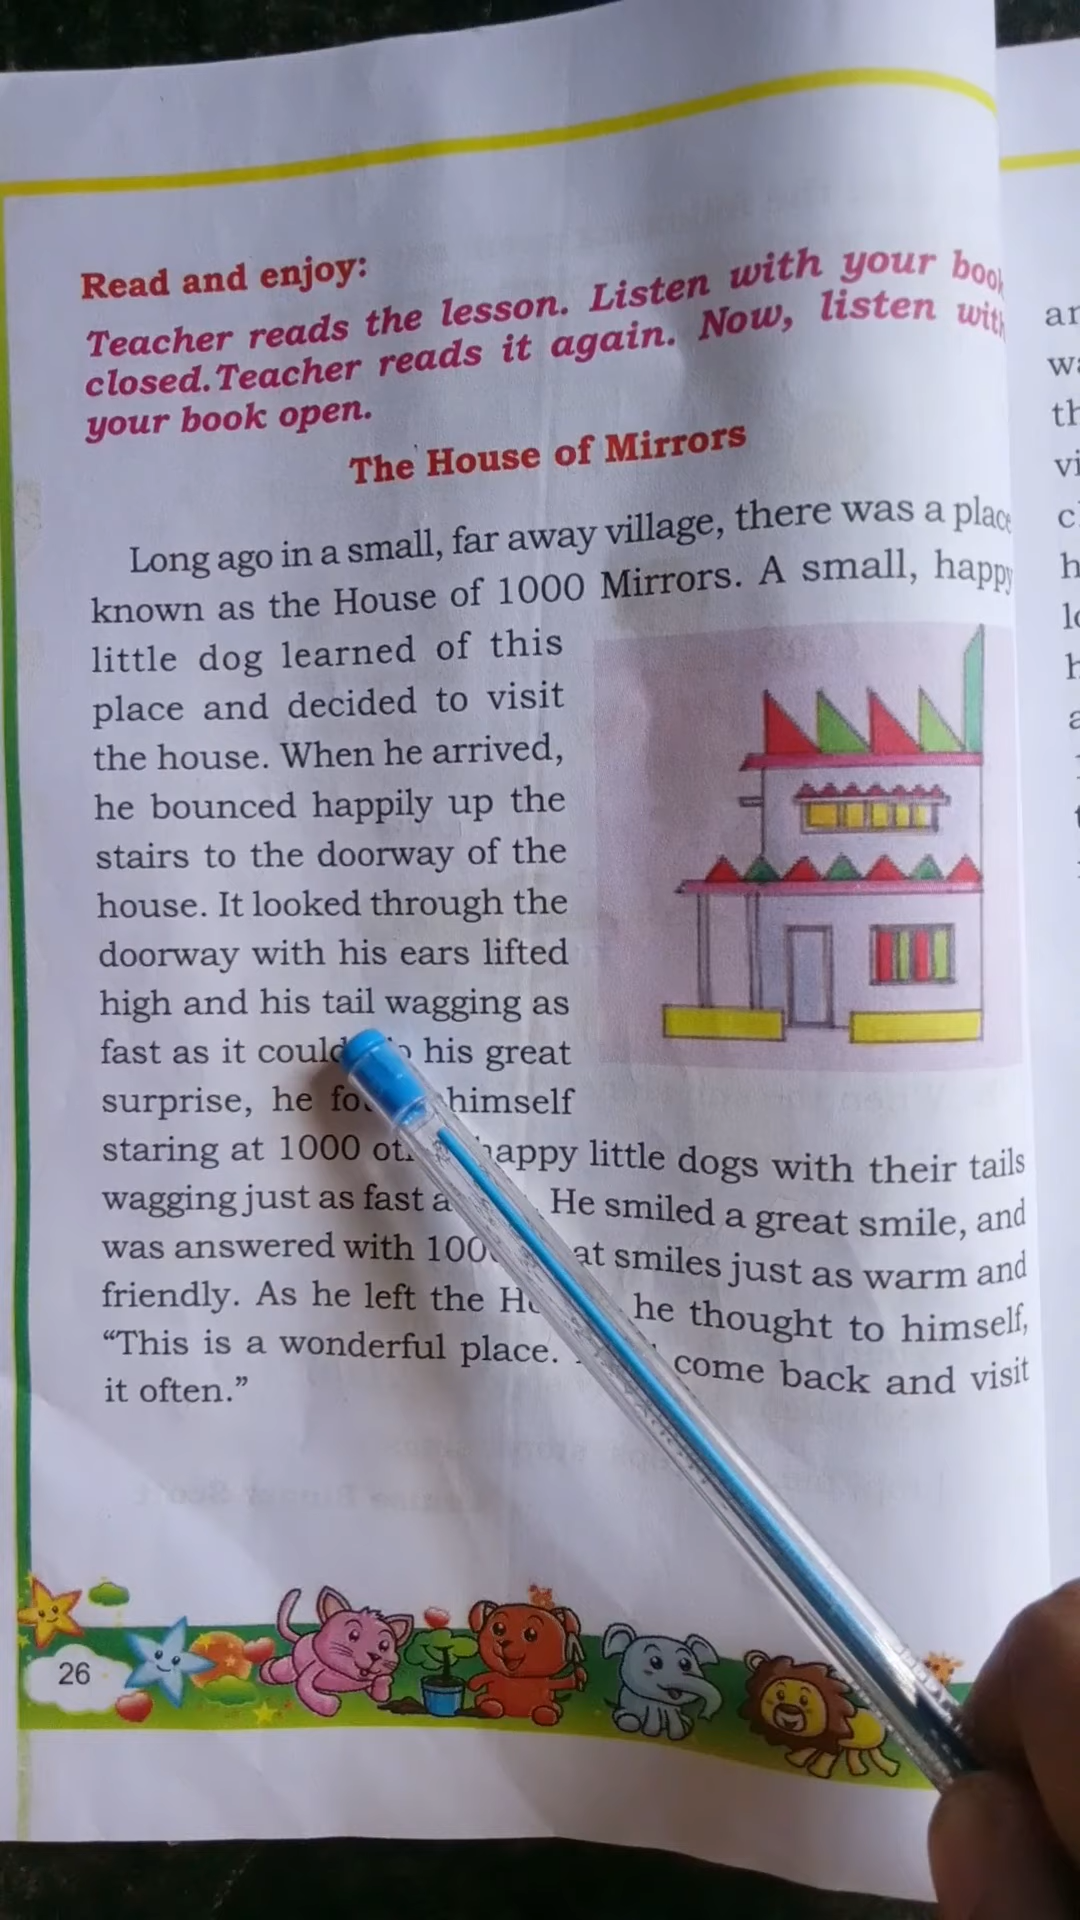 Read and enjoy:
Teacher reads the lesson. Listen with your book
closed. Teacher reads it again. Now, listen with
your book open.
The House of Mirrors
Long ago in a small, far away village, there was a place
known as the House of 1000 Mirrors. A small, happy
little dog learned of this
place and decided to visit
the house. When he arrived,
he bounced happily up the
stairs to the doorway of the
house. It looked through the
doorway with his ears lifted
high and his tail wagging as
fast as it could his great
surprise, he himself
staring at 1000 happy little dogs with their tails
wagging just as fast He smiled a great smile, and
was answered with smiles just as warm and
friendly. As he left the he thought to himself,
“This is a wonderful place. come back and visit
it often.”
26